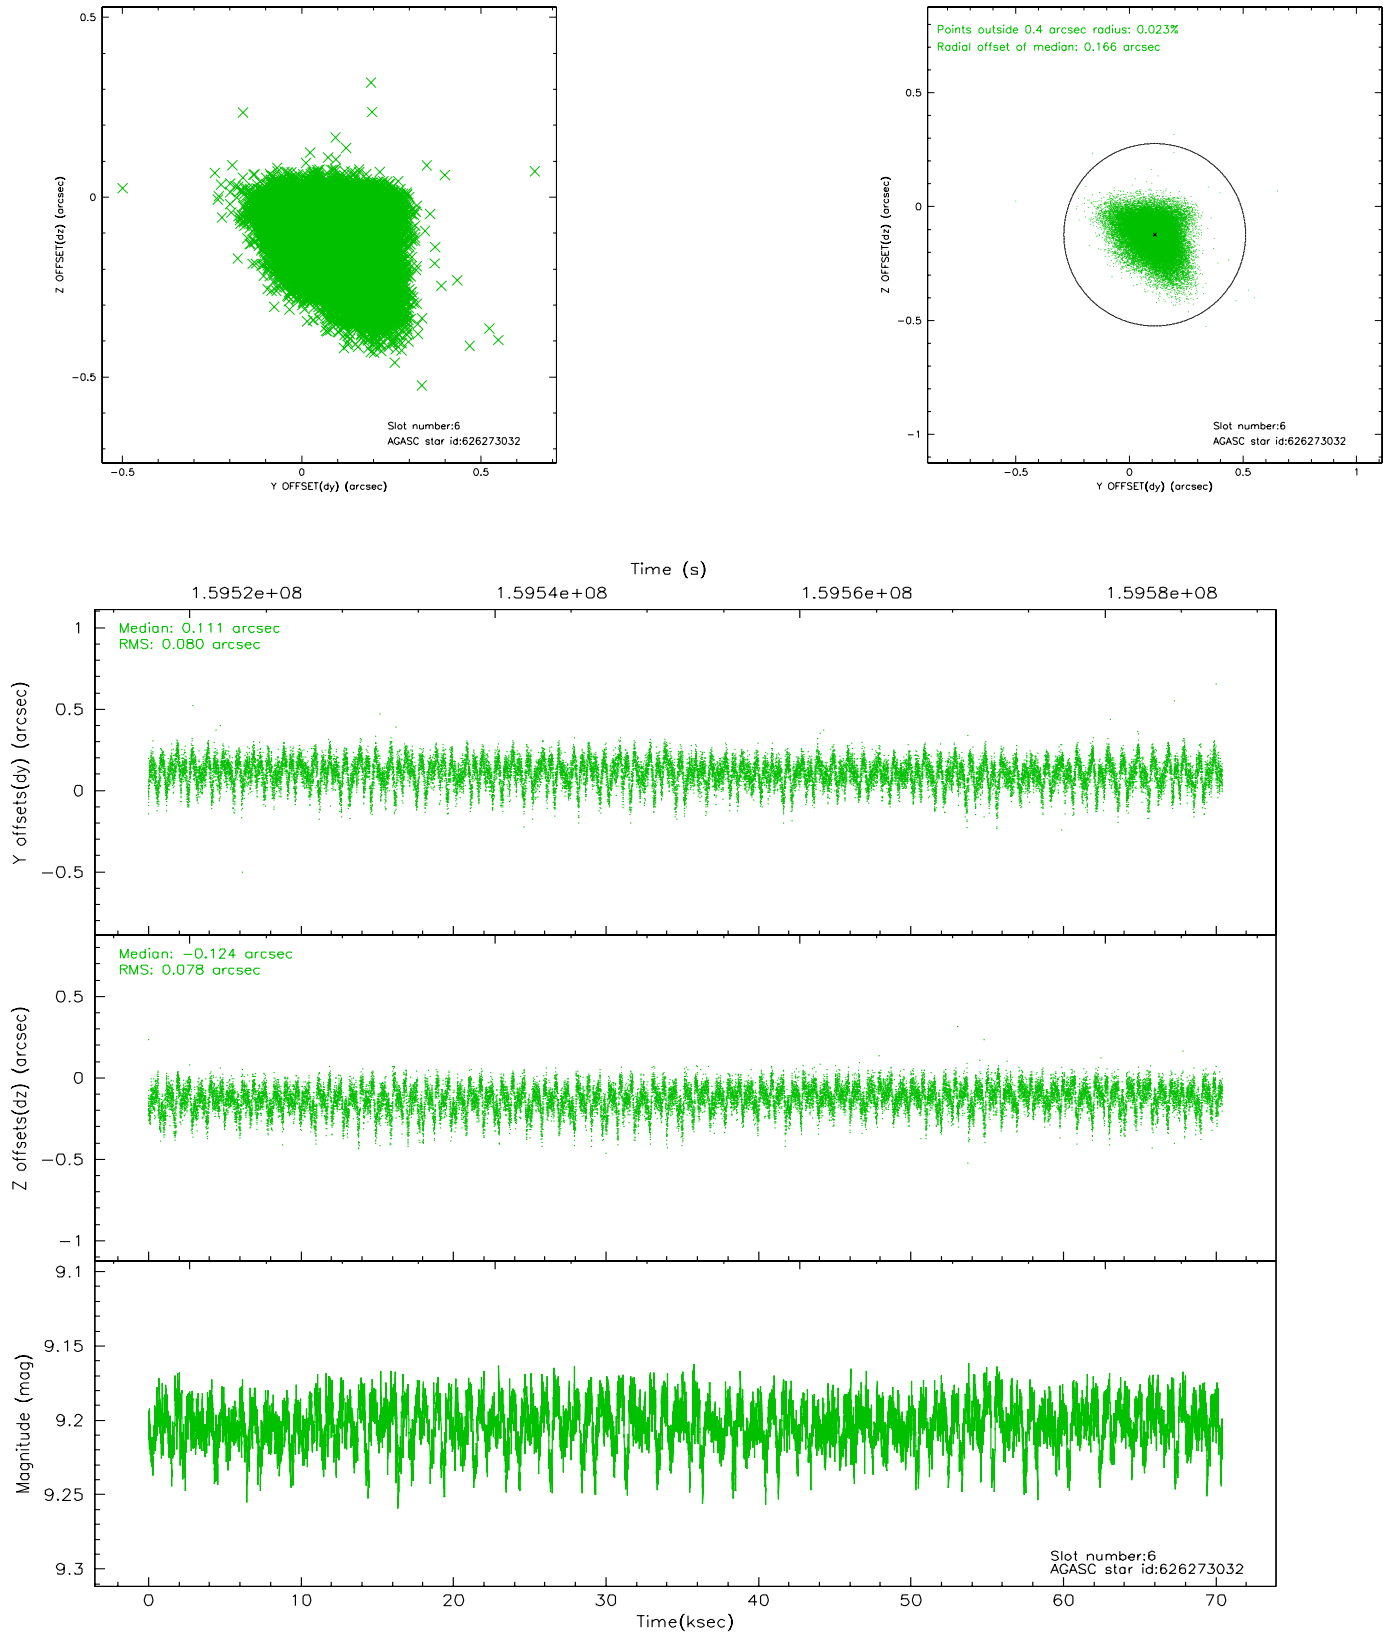 0.5
0
−0.5
Z OFFSET(dz) (arcsec)
Slot number:6
AGASC star id:626273032
−0.5
0
0.5
Y OFFSET(dy) (arcsec)
Points outside 0.4 arcsec radius: 0.023%
Radial offset of median: 0.166 arcsec
0.5
0
−0.5
−1
Z OFFSET(dz) (arcsec)
Slot number:6
AGASC star id:626273032
−0.5
0
0.5
1
Y OFFSET(dy) (arcsec)
Time (s)
1.5952e+08
1.5954e+08
1.5956e+08
1.5958e+08
Median: 0.111 arcsec
RMS: 0.080 arcsec
1
0.5
0
−0.5
Y offsets(dy) (arcsec)
Median: −0.124 arcsec
RMS: 0.078 arcsec
0.5
0
−0.5
−1
Z offsets(dz) (arcsec)
9.1
9.15
9.2
9.25
9.3
Magnitude (mag)
Slot number:6
AGASC star id:626273032
0
10
20
30
40
50
60
70
Time(ksec)